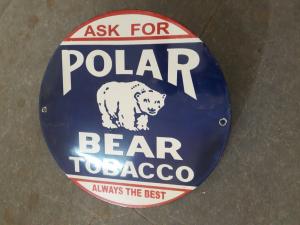 ASK FOR
POLAR
BEAR
TOBACCO
ALWAYS THE BEST